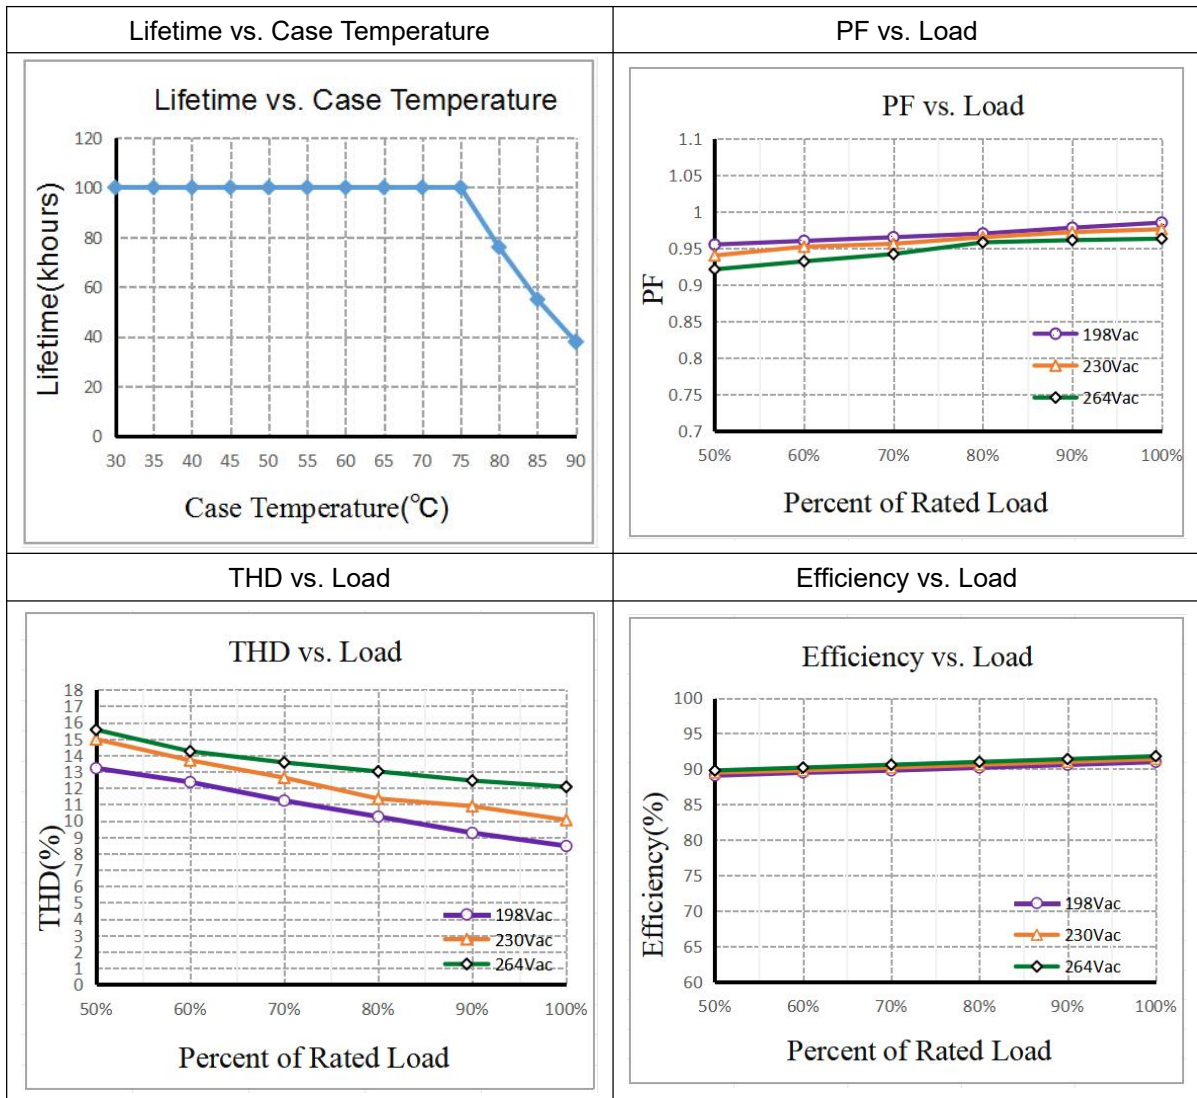 Lifetime vs. Case Temperature
PF vs. Load
Lifetime vs. Case Temperature
120
100
80
60
40
20
0
Lifetime(khours)
30 35 40 45 50 55 60 65 70 75 80 85 90
Case Temperature(℃)
PF vs. Load
1.1
1.05
1
0.95
0.9
0.85
0.8
0.75
0.7
PF
198Vac
230Vac
264Vac
50% 60% 70% 80% 90% 100%
Percent of Rated Load
THD vs. Load
Efficiency vs. Load
THD vs. Load
18
17
16
15
14
13
12
11
10
9
8
7
6
5
4
3
2
1
0
THD(%)
198Vac
230Vac
264Vac
50% 60% 70% 80% 90% 100%
Percent of Rated Load
Efficiency vs. Load
100
95
90
85
80
75
70
65
60
Efficiency(%)
198Vac
230Vac
264Vac
50% 60% 70% 80% 90% 100%
Percent of Rated Load